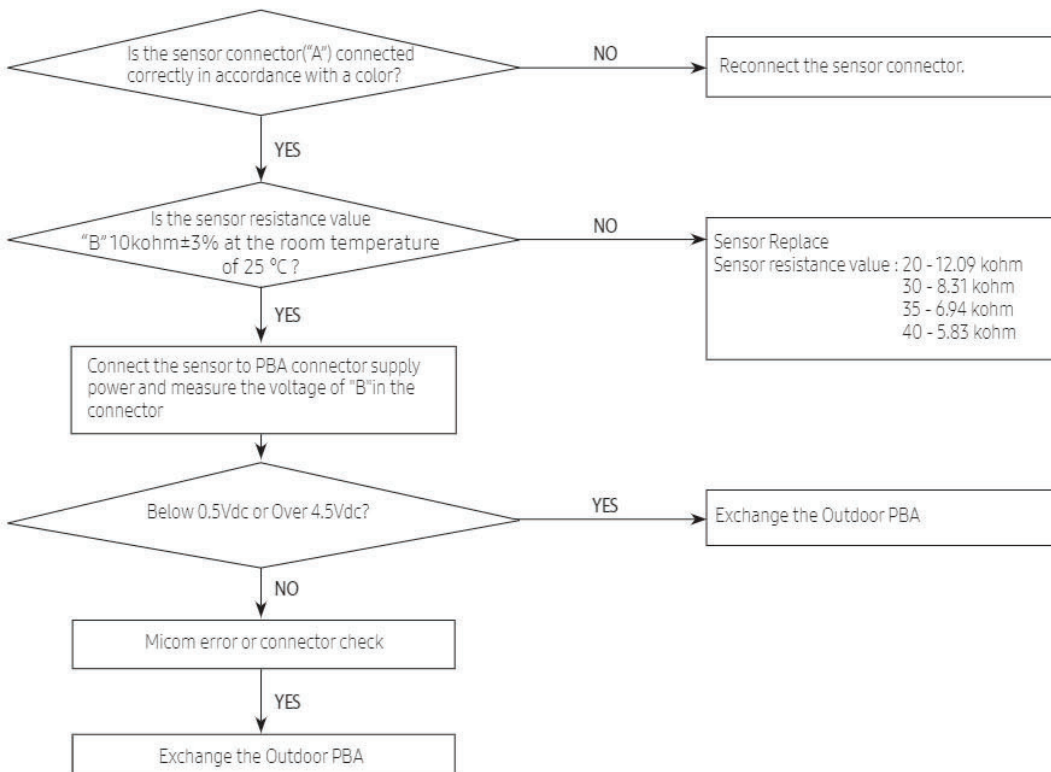 Is the sensor connector("A") connected
correctly in accordance with a color?
NO
Reconnect the sensor connector.
YES
Is the sensor resistance value
"B" 10kohm±3% at the room temperature
of 25 °C ?
NO
Sensor Replace
Sensor resistance value : 20 - 12.09 kohm
30 - 8.31 kohm
35 - 6.94 kohm
40 - 5.83 kohm
YES
Connect the sensor to PBA connector supply
power and measure the voltage of "B"in the
connector
Below 0.5Vdc or Over 4.5Vdc?
YES
Exchange the Outdoor PBA
NO
Micom error or connector check
YES
Exchange the Outdoor PBA